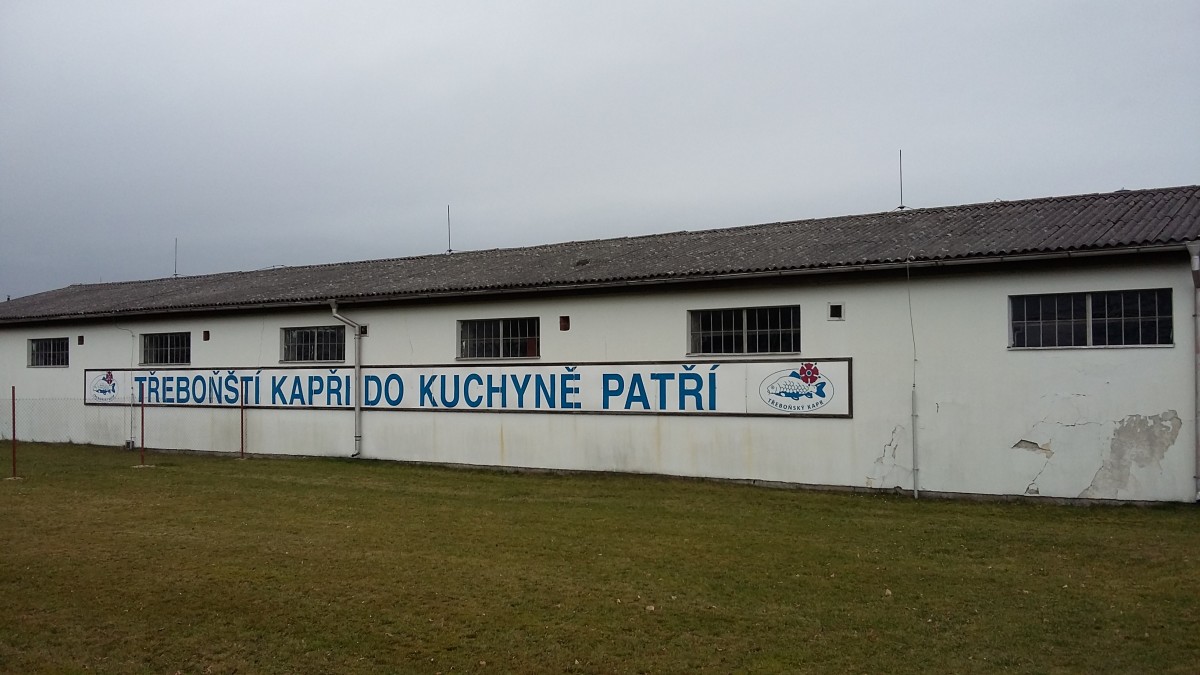 TŘEBOŇŠTÍ KAPŘI DO KUCHYNĚ PATŘÍ
TŘEBOŇSKÝ KAPR